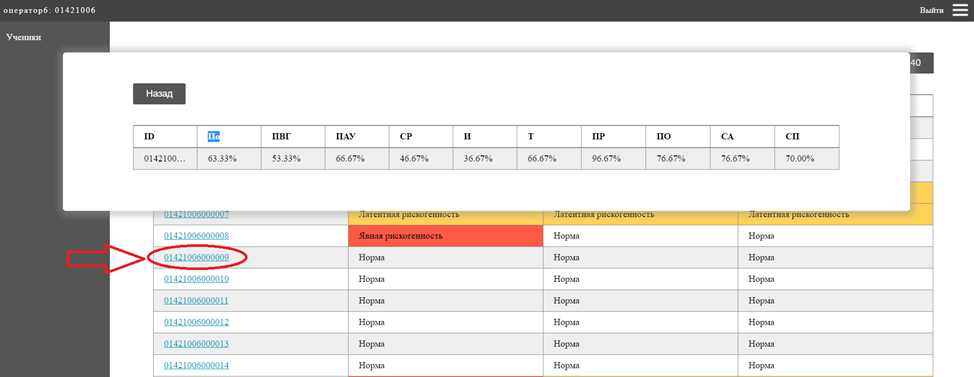 оператор6: 01421006 Выйти
Ученики
40
Назад
ID По ПВГ ПАУ СР И Т ПР ПО СА СП
0142100... 63.33% 53.33% 66.67% 46.67% 36.67% 66.67% 96.67% 76.67% 76.67% 70.00%
01421006000007 Латентная рискогенность Латентная рискогенность Латентная рискогенность
01421006000008 Явная рискогенность Норма Норма
01421006000009 Норма Норма Норма
01421006000010 Норма Норма Норма
01421006000011 Норма Норма Норма
01421006000012 Норма Норма Норма
01421006000013 Норма Норма Норма
01421006000014 Норма Норма Норма